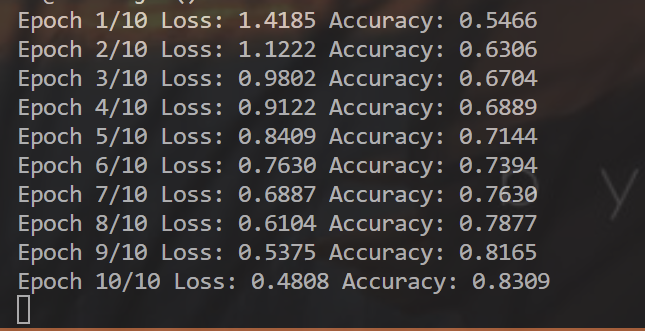 Epoch 1/10 Loss: 1.4185 Accuracy: 0.5466
Epoch 2/10 Loss: 1.1222 Accuracy: 0.6306
Epoch 3/10 Loss: 0.9802 Accuracy: 0.6704
Epoch 4/10 Loss: 0.9122 Accuracy: 0.6889
Epoch 5/10 Loss: 0.8409 Accuracy: 0.7144
Epoch 6/10 Loss: 0.7630 Accuracy: 0.7394
Epoch 7/10 Loss: 0.6887 Accuracy: 0.7630
Epoch 8/10 Loss: 0.6104 Accuracy: 0.7877
Epoch 9/10 Loss: 0.5375 Accuracy: 0.8165
Epoch 10/10 Loss: 0.4808 Accuracy: 0.8309